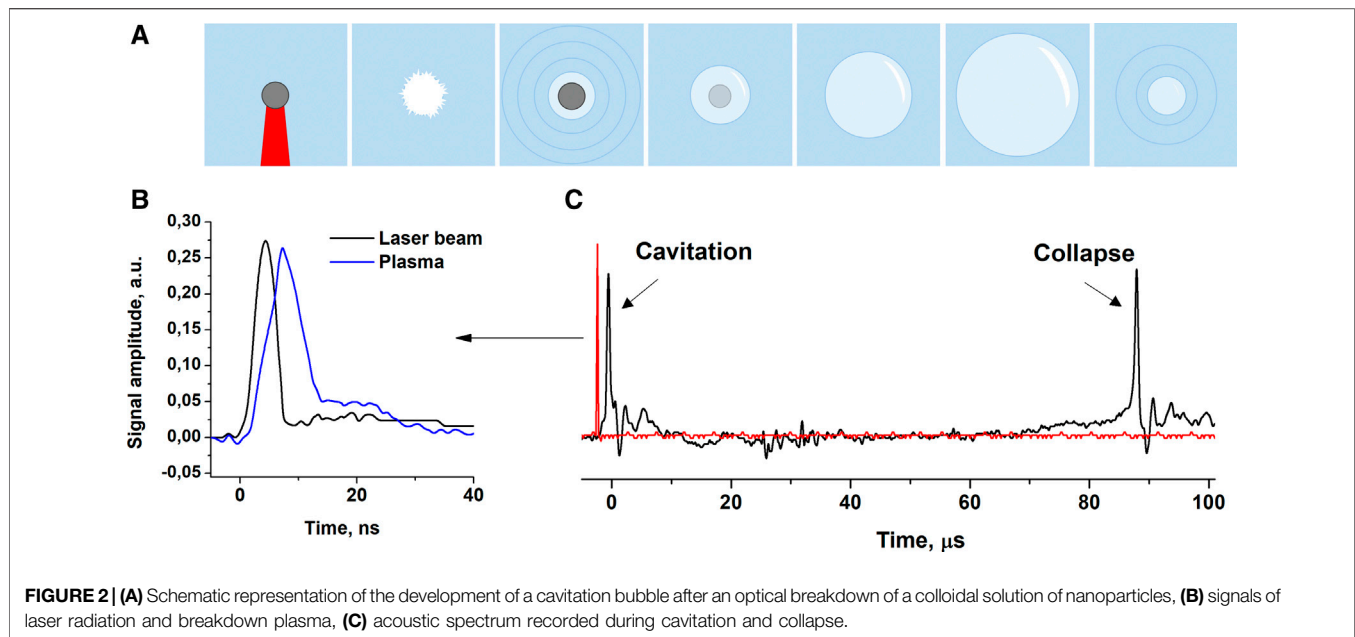 A
B
C
0,30
0,25
0,20
0,15
0,10
0,05
0,00
-0,05
Signal amplitude, a.u.
Laser beam
Plasma
0
20
40
Time, ns
Cavitation
Collapse
0
20
40
60
80
100
Time, μs
FIGURE 2 | (A) Schematic representation of the development of a cavitation bubble after an optical breakdown of a colloidal solution of nanoparticles, (B) signals of
laser radiation and breakdown plasma, (C) acoustic spectrum recorded during cavitation and collapse.